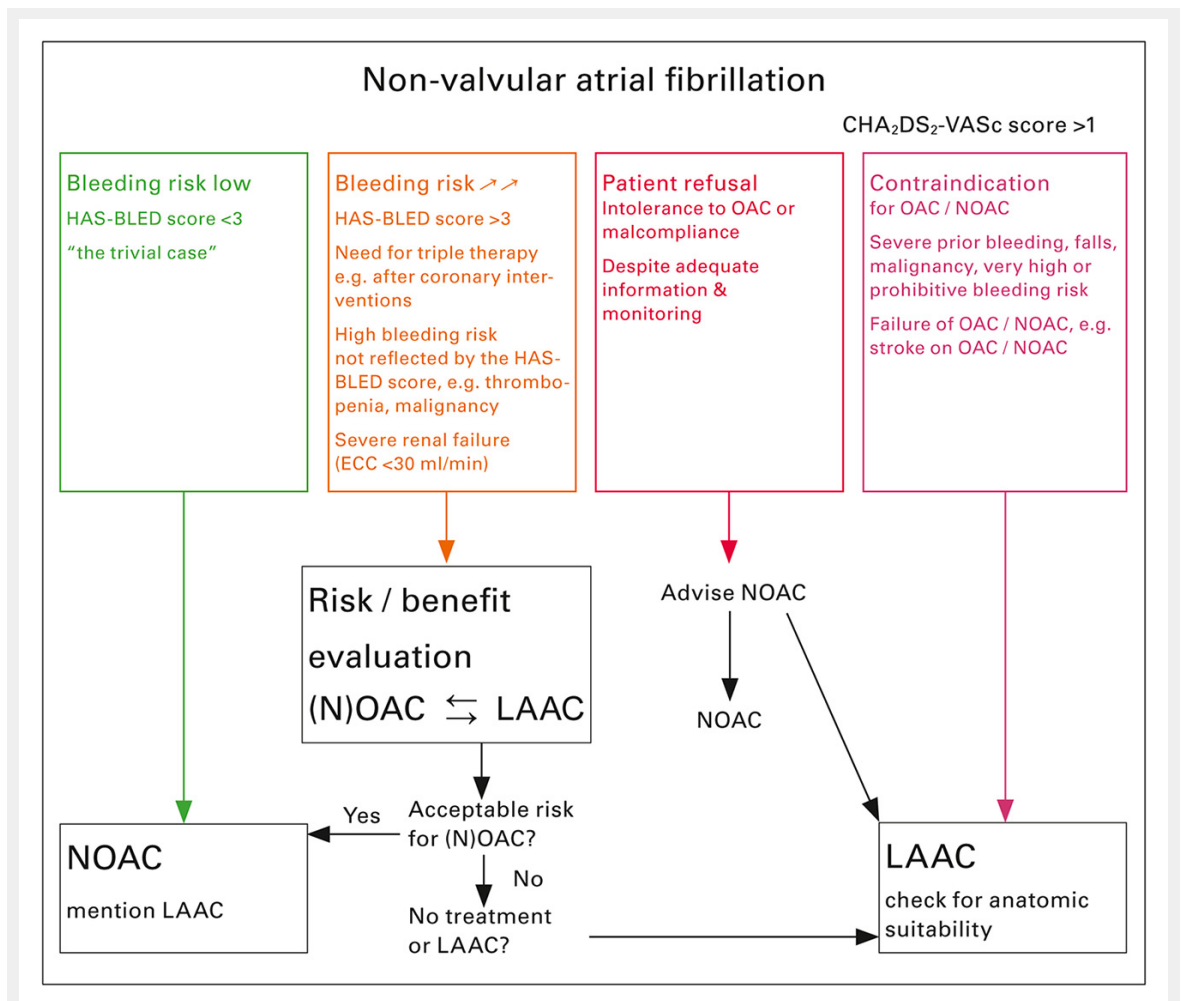 Non-valvular atrial fibrillation
CHA₂DS₂-VASc score >1
Bleeding risk low
HAS-BLED score <3
“the trivial case”
Bleeding risk ↗↗
HAS-BLED score >3
Need for triple therapy
e.g. after coronary inter-
ventions
High bleeding risk
not reflected by the HAS-
BLED score, e.g. thrombo-
penia, malignancy
Severe renal failure
(ECC <30 ml/min)
Patient refusal
Intolerance to OAC or
malcompliance
Despite adequate
information &
monitoring
Contraindication
for OAC / NOAC
Severe prior bleeding, falls,
malignancy, very high or
prohibitive bleeding risk
Failure of OAC / NOAC, e.g.
stroke on OAC / NOAC
Risk / benefit
evaluation
(N)OAC ⇆ LAAC
Advise NOAC
NOAC
Acceptable risk
for (N)OAC?
Yes
No
No treatment
or LAAC?
NOAC
mention LAAC
LAAC
check for anatomic
suitability